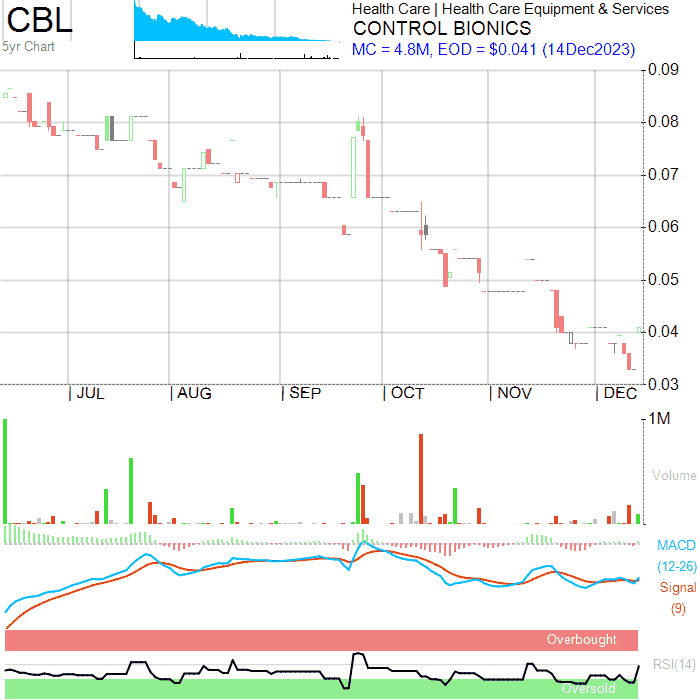 CBL
5yr Chart
Health Care | Health Care Equipment & Services
CONTROL BIONICS
MC = 4.8M, EOD = $0.041 (14Dec2023)
0.09
0.08
0.07
0.06
0.05
0.04
0.03
JUL AUG SEP OCT NOV DEC
1M
Volume
MACD
(12-26)
Signal
(9)
Overbought
RSI(14)
Oversold